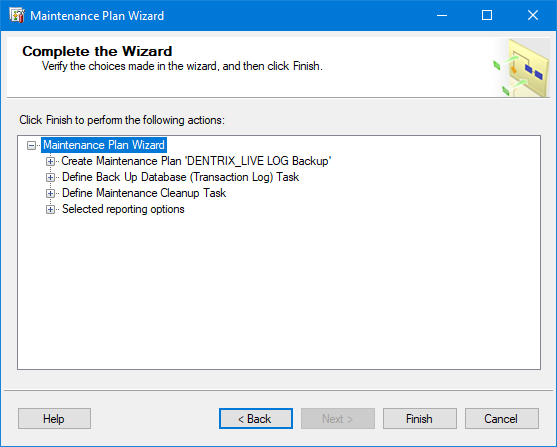 Maintenance Plan Wizard
Complete the Wizard
Verify the choices made in the wizard, and then click Finish.
Click Finish to perform the following actions:
Maintenance Plan Wizard
Create Maintenance Plan 'DENTRIX_LIVE LOG Backup'
Define Back Up Database (Transaction Log) Task
Define Maintenance Cleanup Task
Selected reporting options
Help < Back Next > Finish Cancel